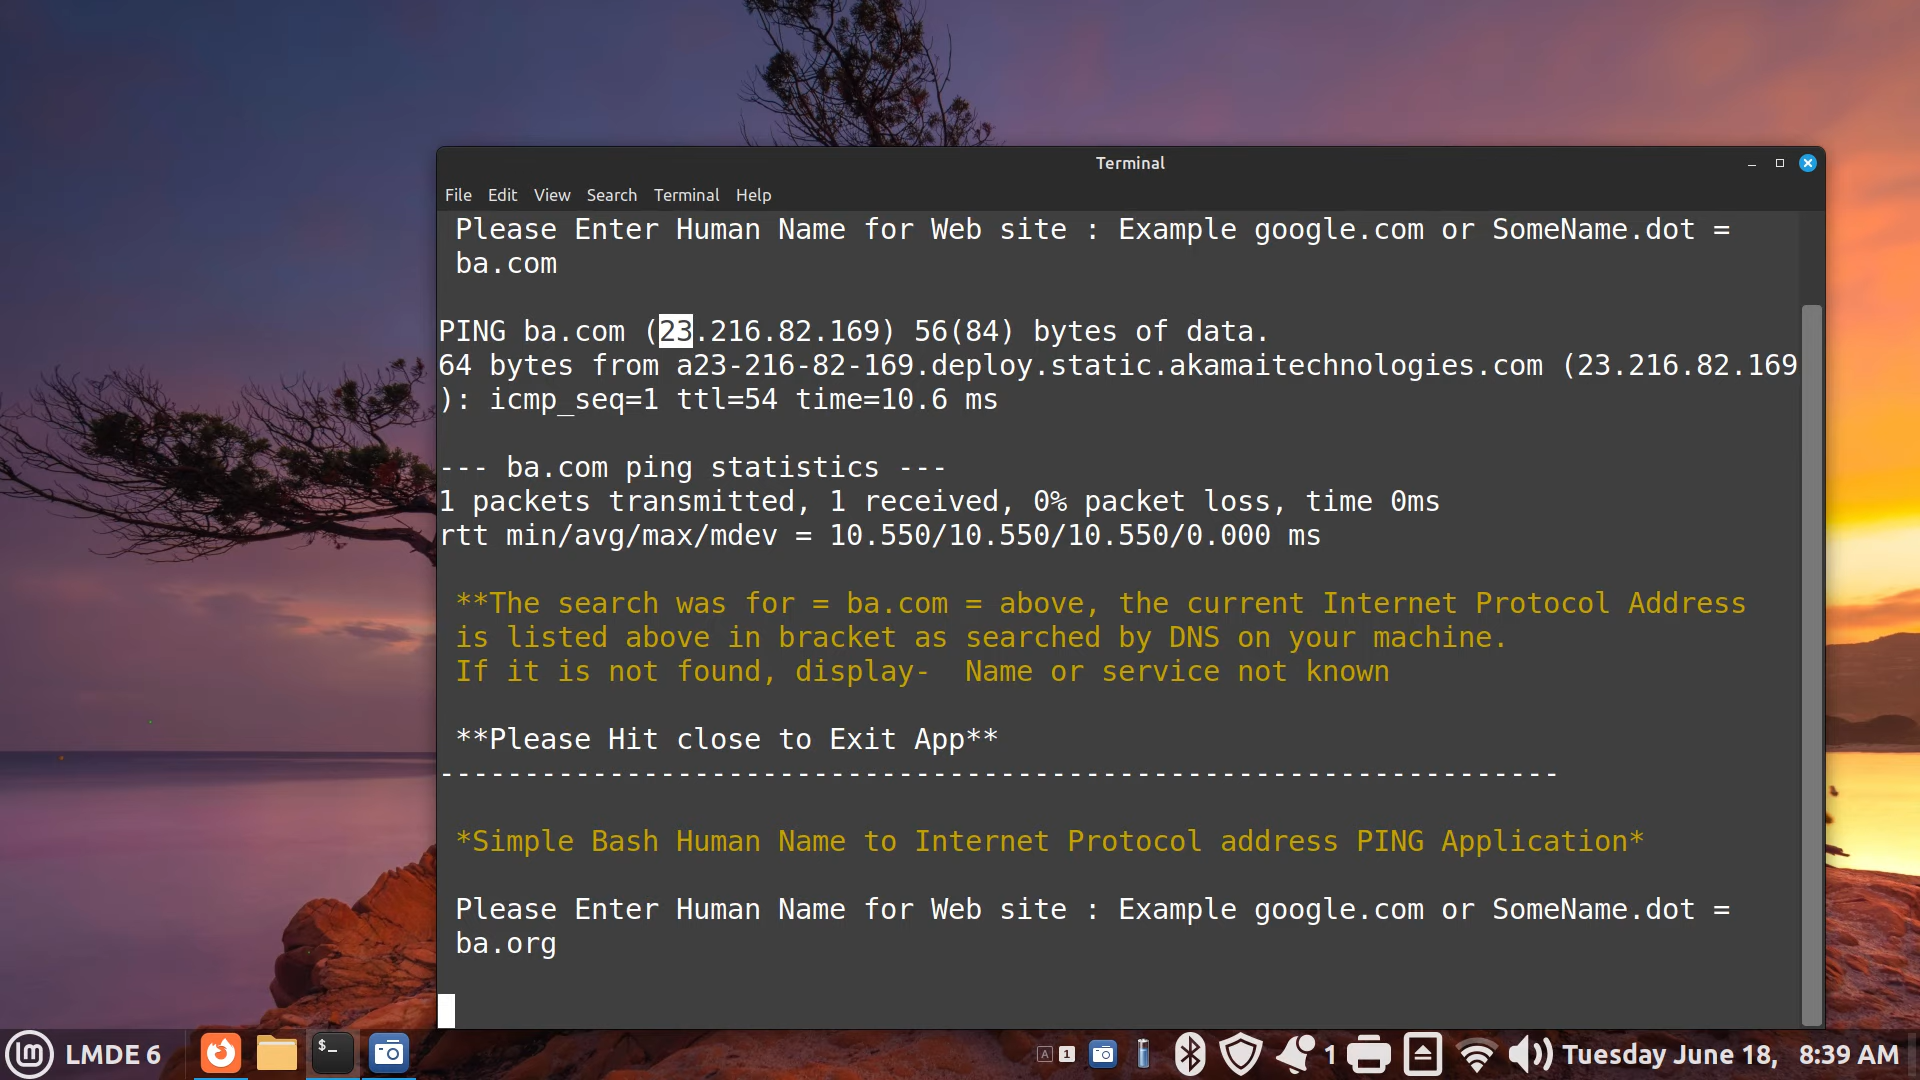 Terminal
File Edit View Search Terminal Help
Please Enter Human Name for Web site : Example google.com or SomeName.dot =
ba.com
PING ba.com (23.216.82.169) 56(84) bytes of data.
64 bytes from a23-216-82-169.deploy.static.akamaitechnologies.com (23.216.82.169
): icmp_seq=1 ttl=54 time=10.6 ms
--- ba.com ping statistics ---
1 packets transmitted, 1 received, 0% packet loss, time 0ms
rtt min/avg/max/mdev = 10.550/10.550/10.550/0.000 ms
**The search was for = ba.com = above, the current Internet Protocol Address
is listed above in bracket as searched by DNS on your machine.
If it is not found, display-  Name or service not known
**Please Hit close to Exit App**
------------------------------------------------------------------
*Simple Bash Human Name to Internet Protocol address PING Application*
Please Enter Human Name for Web site : Example google.com or SomeName.dot =
ba.org
LMDE 6 $_ A 1 1 Tuesday June 18, 8:39 AM